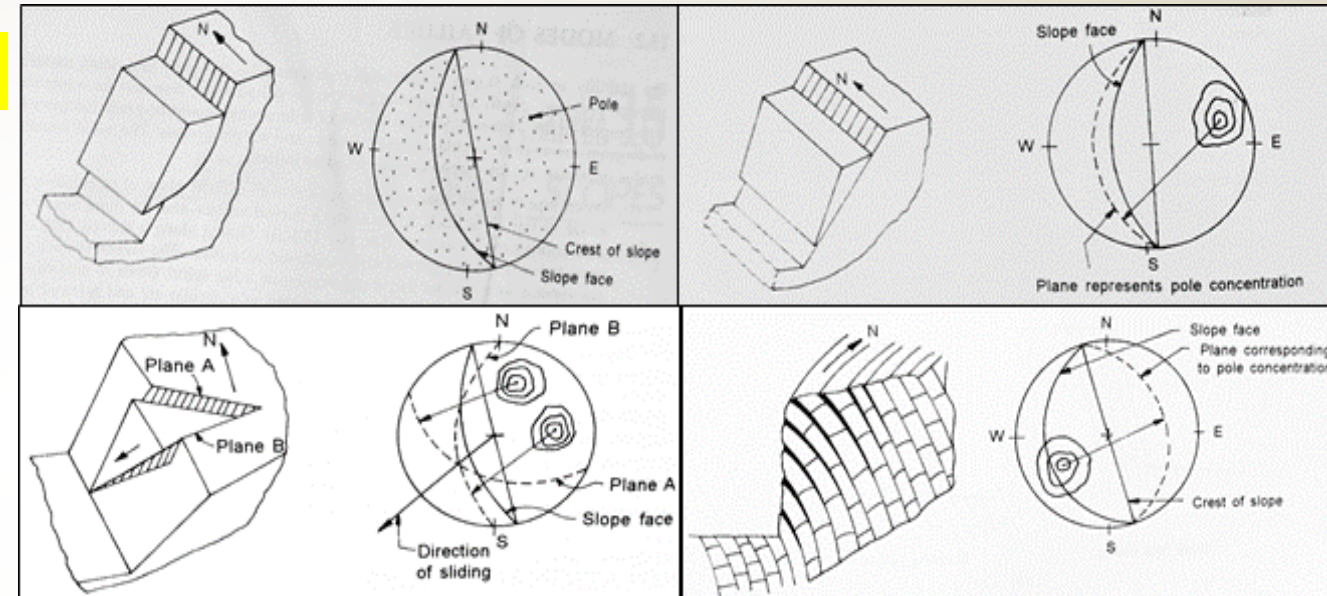 N
N
Pole
W
E
Crest of slope
Slope face
S
N
Slope face
N
W
E
S
Plane represents pole concentration
N
Plane A
Plane B
N
Plane B
Plane A
Slope face
S
Direction
of sliding
N
N
Slope face
Plane corresponding
to pole concentration
W
E
Crest of slope
S